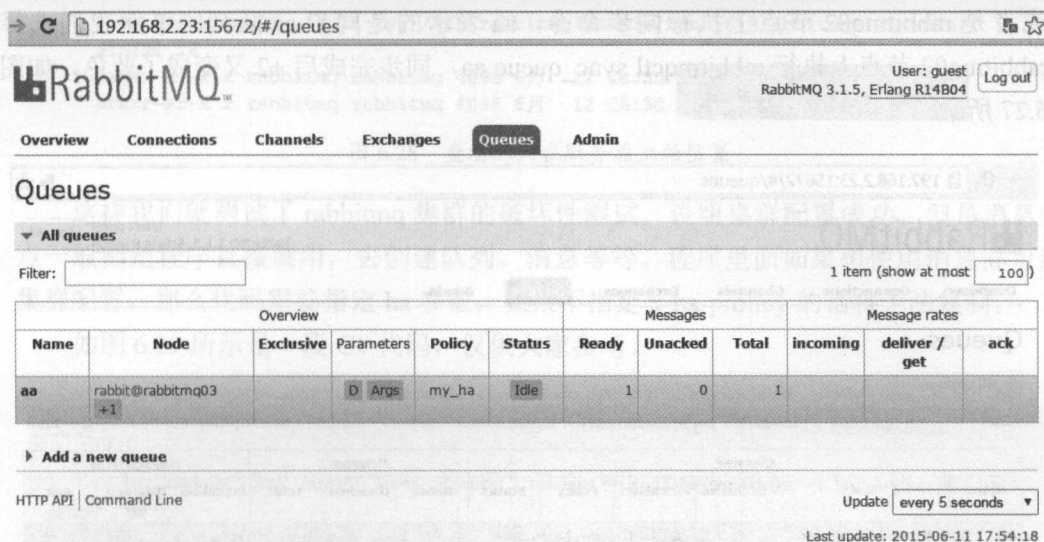 192.168.2.23:15672/#/queues
RabbitMQ™
User: guest
Log out
RabbitMQ 3.1.5, Erlang R14B04
Overview Connections Channels Exchanges Queues Admin
Queues
All queues
Filter:
1 item (show at most 100)
Overview Messages Message rates
Name Node Exclusive Parameters Policy Status Ready Unacked Total incoming deliver / get ack
aa rabbit@rabbitmq03 +1 D Args my_ha Idle 1 0 1
Add a new queue
HTTP API | Command Line
Update every 5 seconds
Last update: 2015-06-11 17:54:18